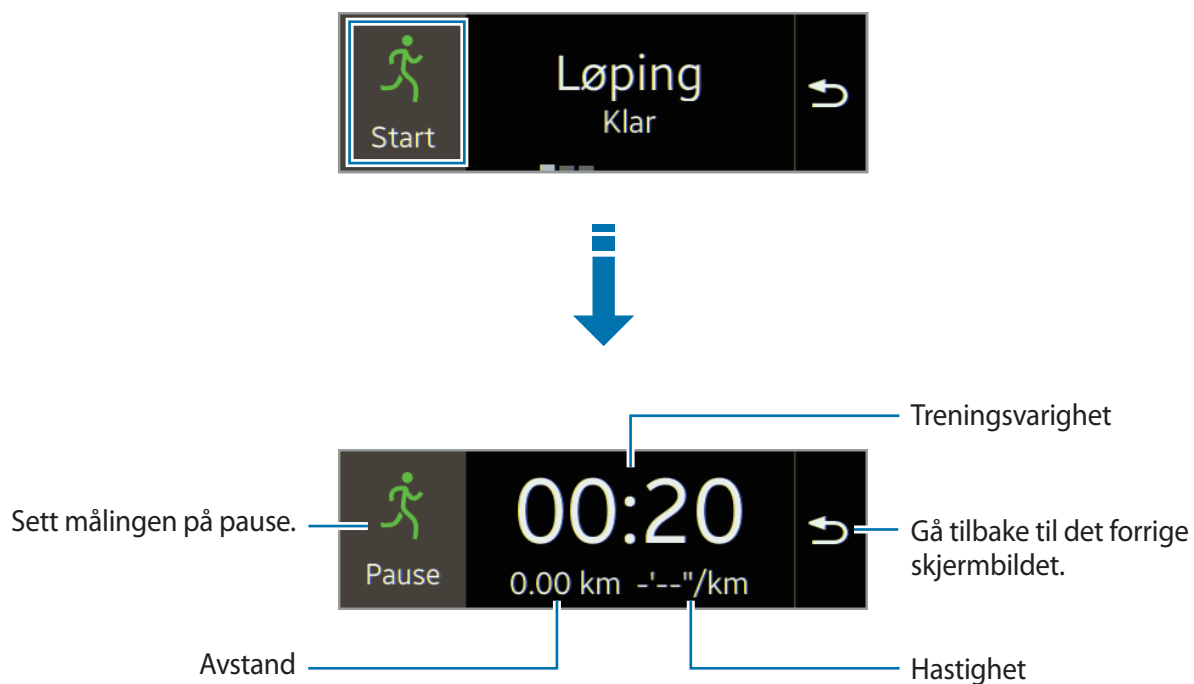 Løping
Klar
Start
Treningsvarighet
00:20
Sett målingen på pause.
Gå tilbake til det forrige
skjermbildet.
Pause
0.00 km -'--"/km
Avstand
Hastighet